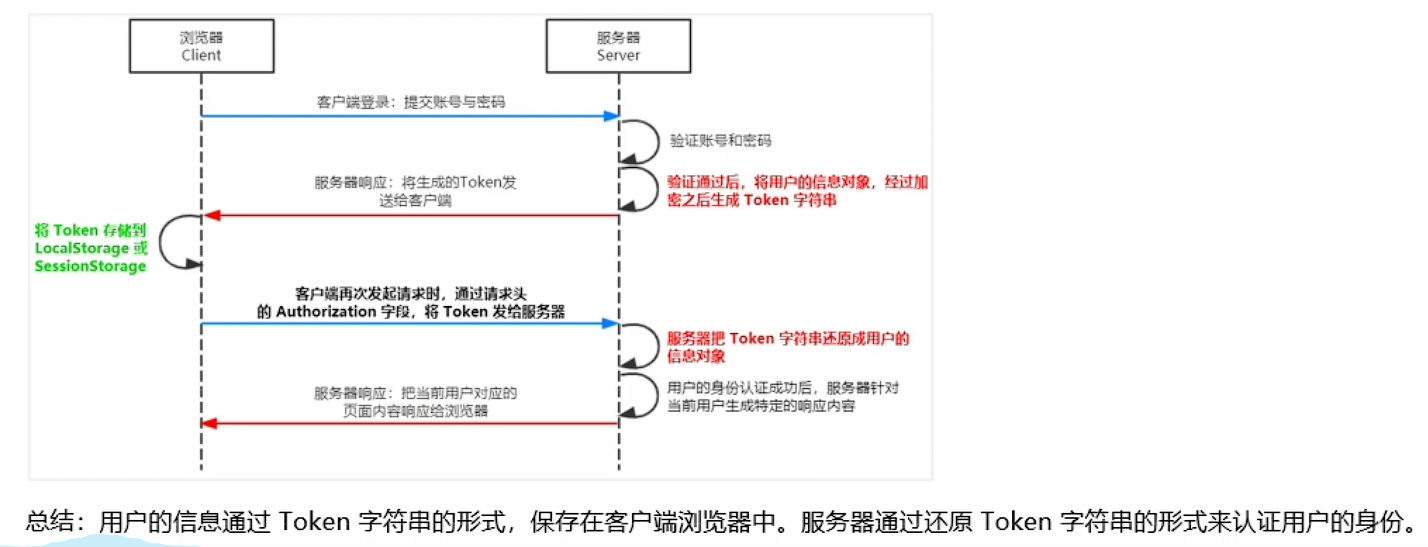 浏览器
Client
服务器
Server
客户端登录：提交账号与密码
验证账号和密码
服务器响应：将生成的Token发
送给客户端
验证通过后，将用户的信息对象，经过加
密之后生成 Token 字符串
将 Token 存储到
LocalStorage 或
SessionStorage
客户端再次发起请求时，通过请求头
的 Authorization 字段，将 Token 发给服务器
服务器把 Token 字符串还原成用户的
信息对象
服务器响应：把当前用户对应的
页面内容响应给浏览器
用户的身份认证成功后，服务器针对
当前用户生成特定的响应内容
总结：用户的信息通过 Token 字符串的形式，保存在客户端浏览器中。服务器通过还原 Token 字符串的形式来认证用户的身份。